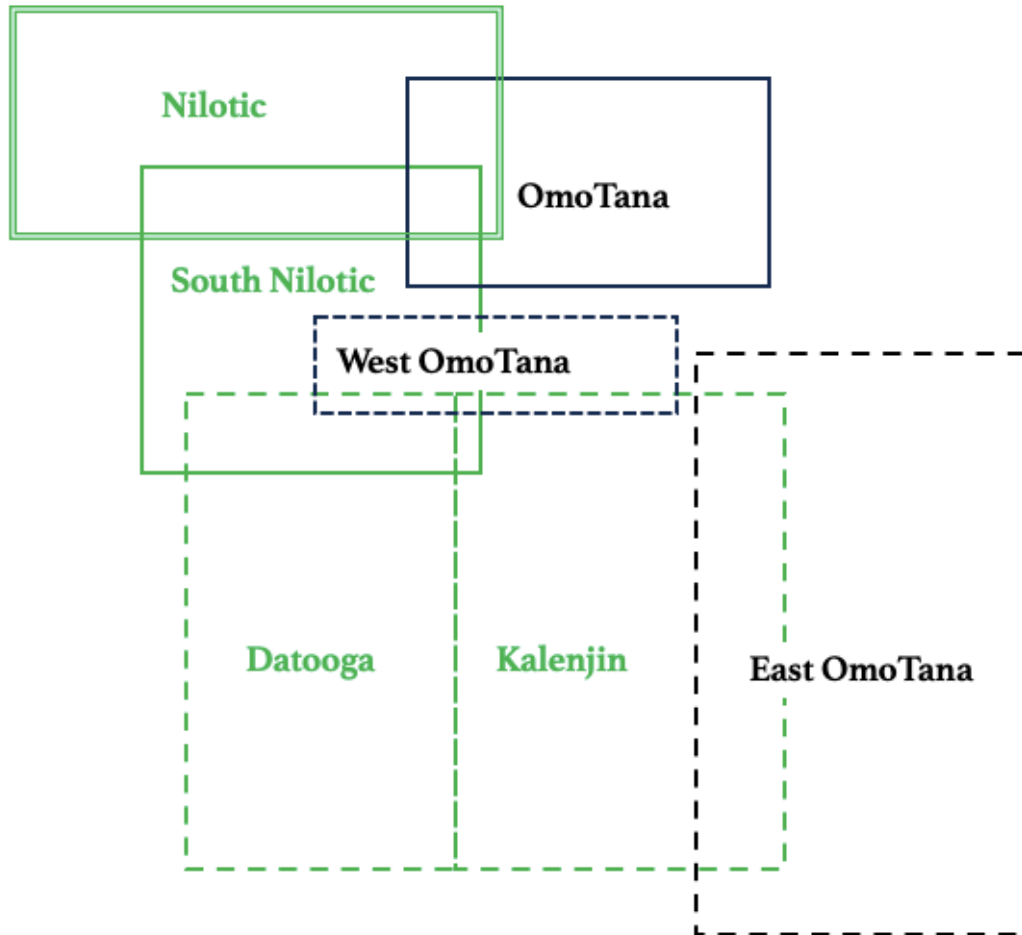 Nilotic
OmoTana
South Nilotic
West OmoTana
Datooga
Kalenjin
East OmoTana